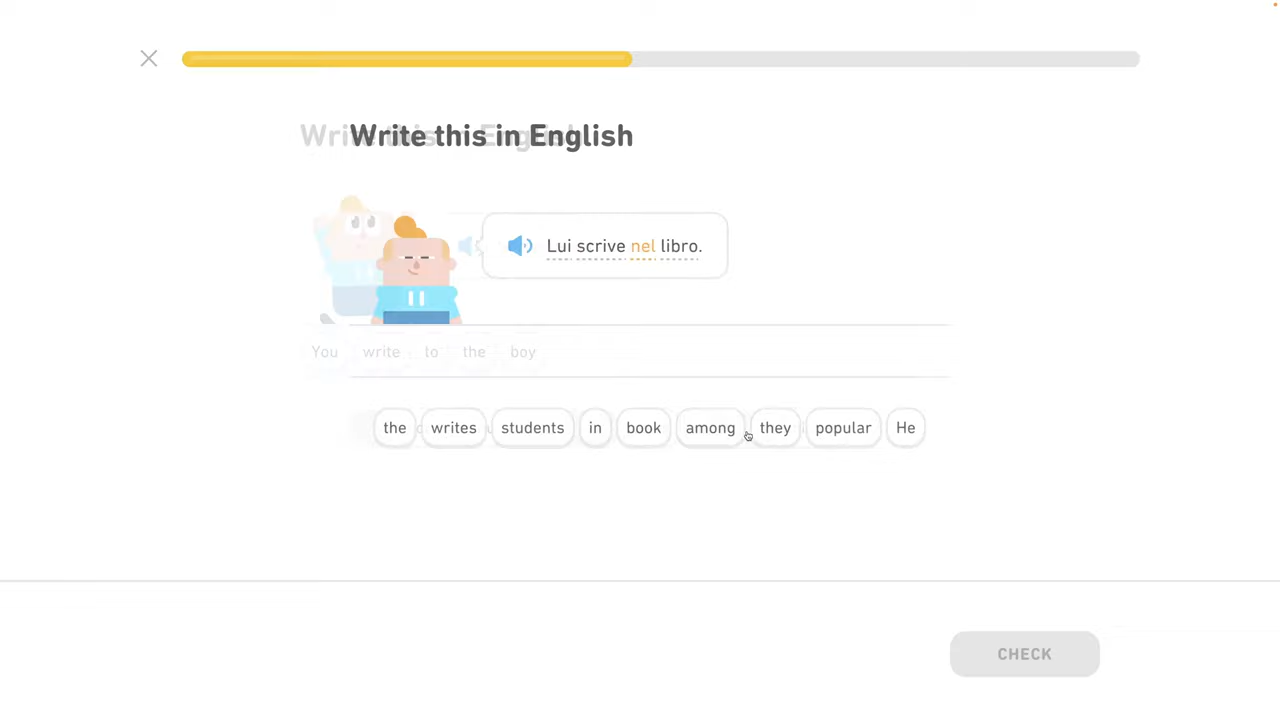 Write this in English
Lui scrive nel libro.
You write to the boy
the writes students in book among they popular He
CHECK